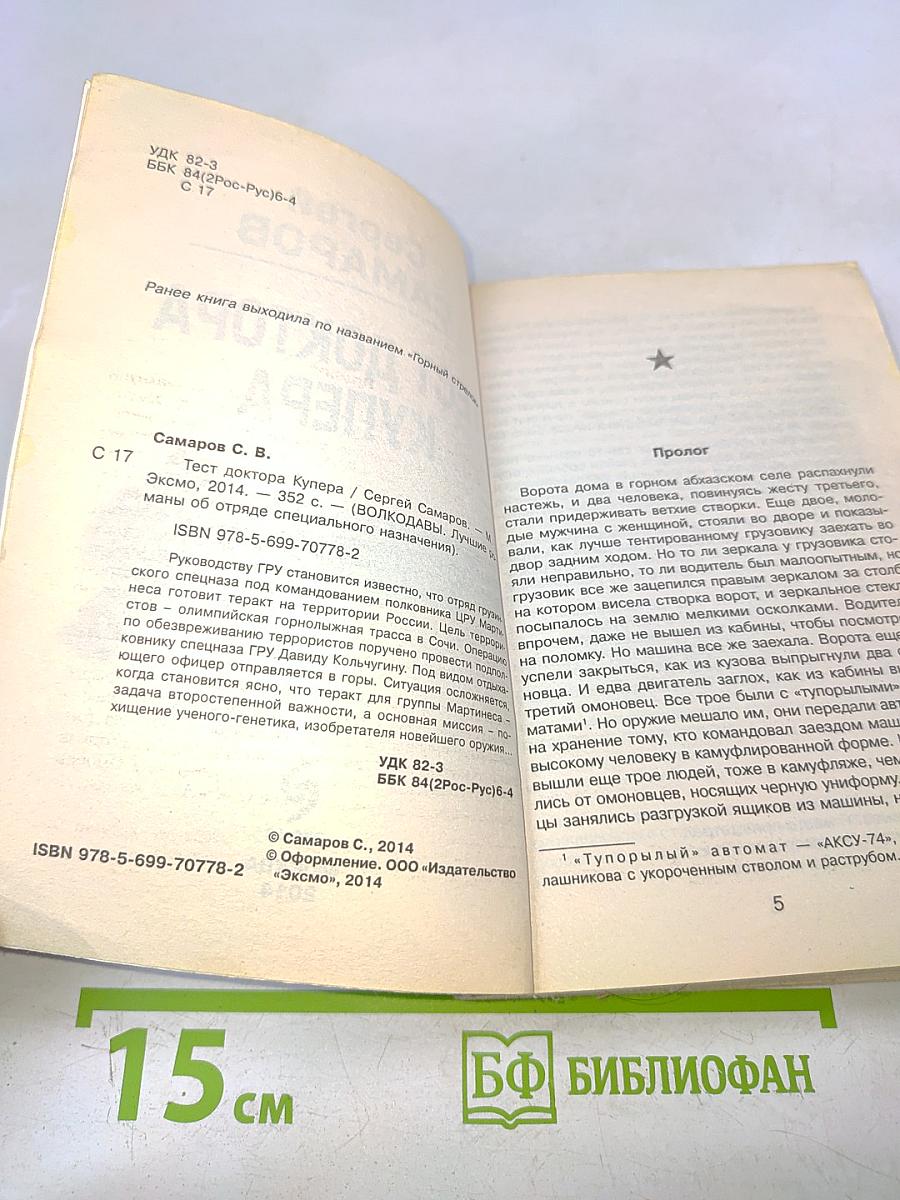 УДК 82-3
ББК 84(2Рос-Рус)6-4
С 17
Ранее книга выходила по названием «Горный стрелок»
Самаров С. В.
С 17
Тест доктора Купера / Сергей Самаров. — М
Эксмо, 2014. — 352 с. — (ВОЛКОДАВЫ. Лучшие ро
маны об отряде специального назначения).
ISBN 978-5-699-70778-2
Руководству ГРУ становится известно, что отряд грузин
ского спецназа под командованием полковника ЦРУ Марти
неса готовит теракт на территории России. Цель террори
стов – олимпийская горнолыжная трасса в Сочи. Операцию
по обезвреживанию террористов поручено провести подпол-
ковнику спецназа ГРУ Давиду Кольчугину. Под видом отдыха-
ющего офицер отправляется в горы. Ситуация осложняется,
когда становится ясно, что теракт для группы Мартинеса –
задача второстепенной важности, а основная миссия – по-
хищение ученого-генетика, изобретателя новейшего оружия...
УДК 82-3
ББК 84(2Рос-Рус)6-4
© Самаров С., 2014
© Оформление. ООО «Издательство
«Эксмо», 2014
ISBN 978-5-699-70778-2
Пролог
Ворота дома в горном абхазском селе распахнули
настежь, и два человека, повинуясь жесту третьего,
стали придерживать ветхие створки. Еще двое, моло-
дые мужчина с женщиной, стояли во дворе и показы-
вали, как лучше тентированному грузовику заехать во
двор задним ходом. Но то ли зеркала у грузовика сто-
яли неправильно, то ли водитель был малоопытным, но
грузовик все же зацепился правым зеркалом за столб
на котором висела створка ворот, и зеркальное стекл
посыпалось на землю мелкими осколками. Водител
впрочем, даже не вышел из кабины, чтобы посмотр
на поломку. Но машина все же заехала. Ворота еще
успели закрыться, как из кузова выпрыгнули два о
новца. И едва двигатель заглох, как из кабины вы
третий омоновец. Все трое были с «тупорылыми»
матами¹. Но оружие мешало им, они передали авт
на хранение тому, кто командовал заездом маш
высокому человеку в камуфлированной форме.
вышли еще трое людей, тоже в камуфляже, чем
лись от омоновцев, носящих черную униформу.
цы занялись разгрузкой ящиков из машины, н
¹ «Тупорылый» автомат — «АКСУ-74»,
лашникова с укороченным стволом и раструбом.
5
15 см
БФ БИБЛИОФАН